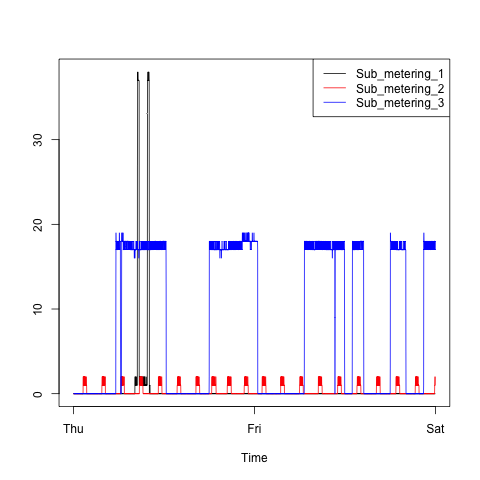 Sub_metering_1
Sub_metering_2
Sub_metering_3
30
20
10
0
Thu Fri Sat
Time